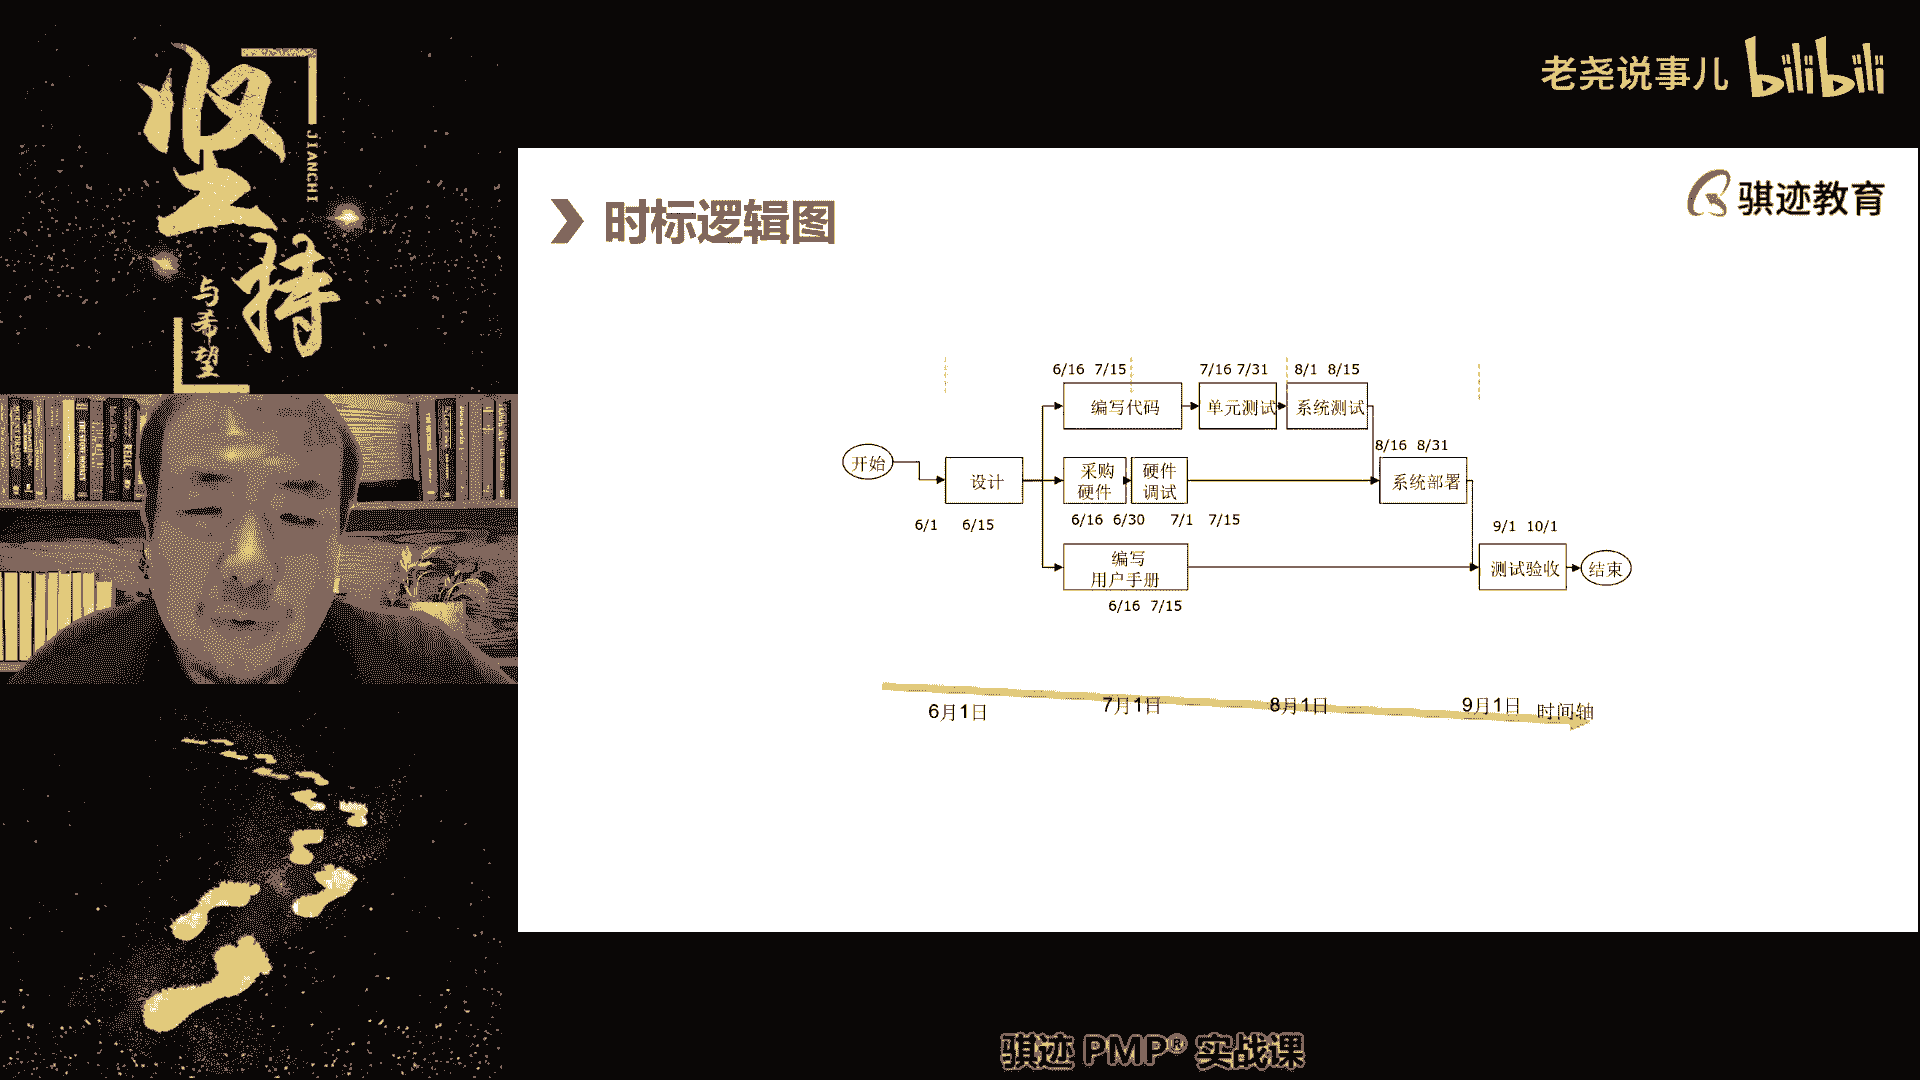 坚持
JIANCHI
与希望
老尧说事儿 bilibili
骐迹教育
时标逻辑图
6/16 7/15
7/16 7/31
8/1 8/15
编写代码
单元测试
系统测试
8/16 8/31
开始
设计
采购
硬件
硬件
调试
系统部署
6/1 6/15
6/16 6/30
7/1 7/15
9/1 10/1
编写
用户手册
测试验收
结束
6/16 7/15
6月1日
7月1日
8月1日
9月1日
时间轴
骐迹 PMP® 实战课